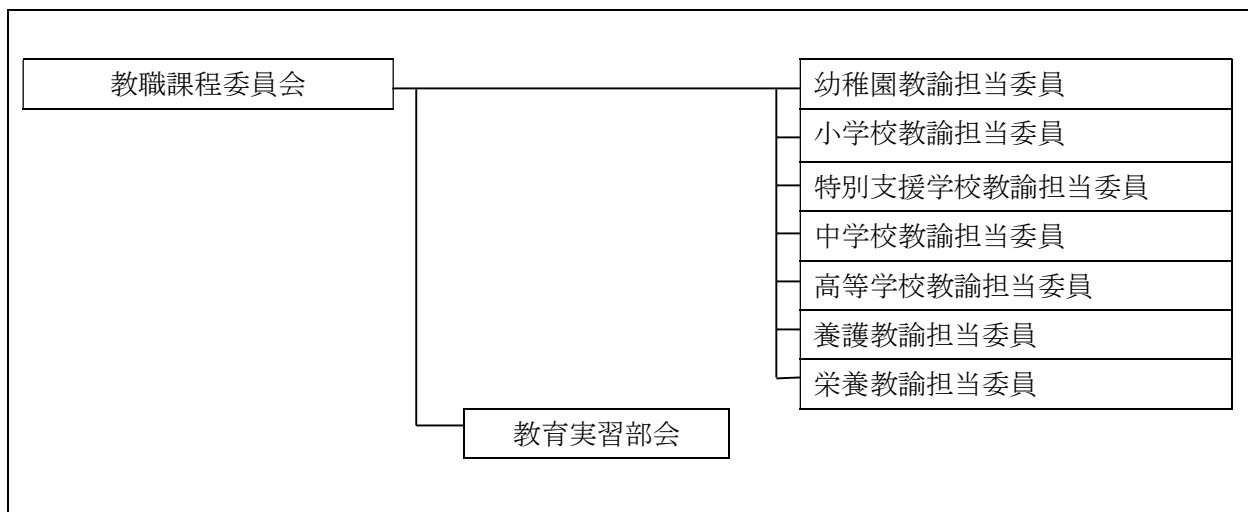 教職課程委員会
幼稚園教諭担当委員
小学校教諭担当委員
特別支援学校教諭担当委員
中学校教諭担当委員
高等学校教諭担当委員
養護教諭担当委員
栄養教諭担当委員
教育実習部会